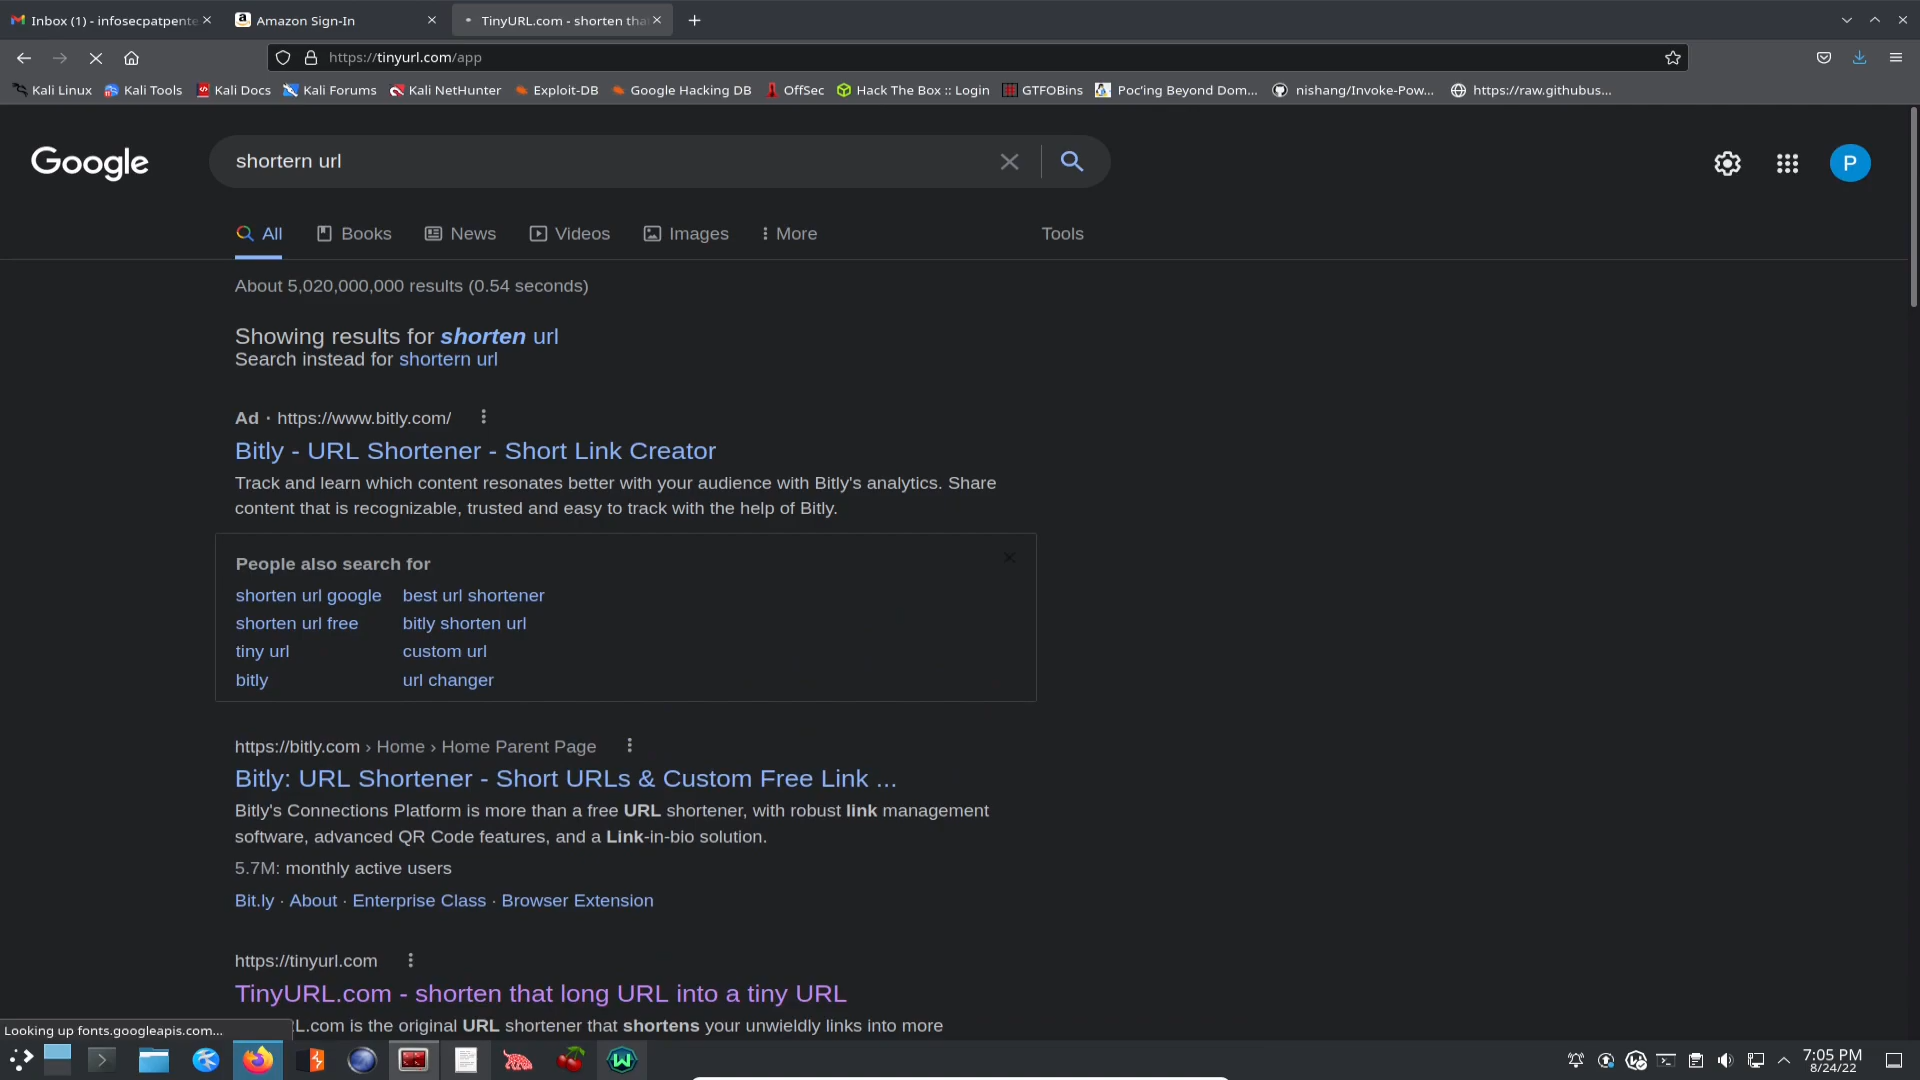 Inbox (1) - infosecpatpente
Amazon Sign-In
TinyURL.com - shorten tha
https://tinyurl.com/app
Kali Linux
Kali Tools
Kali Docs
Kali Forums
Kali NetHunter
Exploit-DB
Google Hacking DB
OffSec
Hack The Box :: Login
GTFOBins
Poc'ing Beyond Dom...
nishang/Invoke-Pow...
https://raw.githubus...
Google
shortern url
P
All
Books
News
Videos
Images
More
Tools
About 5,020,000,000 results (0.54 seconds)
Showing results for shorten url
Search instead for shortern url
Ad · https://www.bitly.com/
Bitly - URL Shortener - Short Link Creator
Track and learn which content resonates better with your audience with Bitly's analytics. Share
content that is recognizable, trusted and easy to track with the help of Bitly.
People also search for
shorten url google
best url shortener
shorten url free
bitly shorten url
tiny url
custom url
bitly
url changer
https://bitly.com › Home › Home Parent Page
Bitly: URL Shortener - Short URLs & Custom Free Link ...
Bitly's Connections Platform is more than a free URL shortener, with robust link management
software, advanced QR Code features, and a Link-in-bio solution.
5.7M: monthly active users
Bit.ly · About · Enterprise Class · Browser Extension
https://tinyurl.com
TinyURL.com - shorten that long URL into a tiny URL
RL.com is the original URL shortener that shortens your unwieldly links into more
Looking up fonts.googleapis.com...
7:05 PM
8/24/22